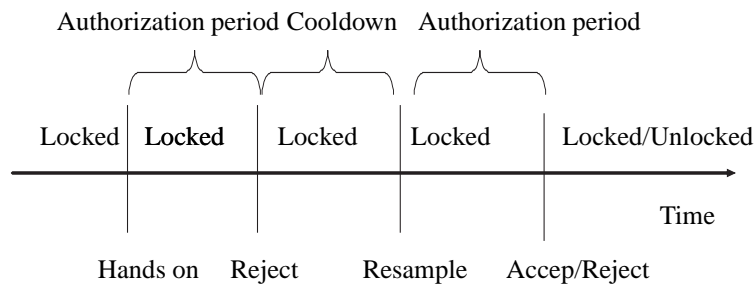 Authorization period Cooldown Authorization period
Locked Locked Locked Locked Locked/Unlocked
Time
Hands on Reject Resample Accep/Reject